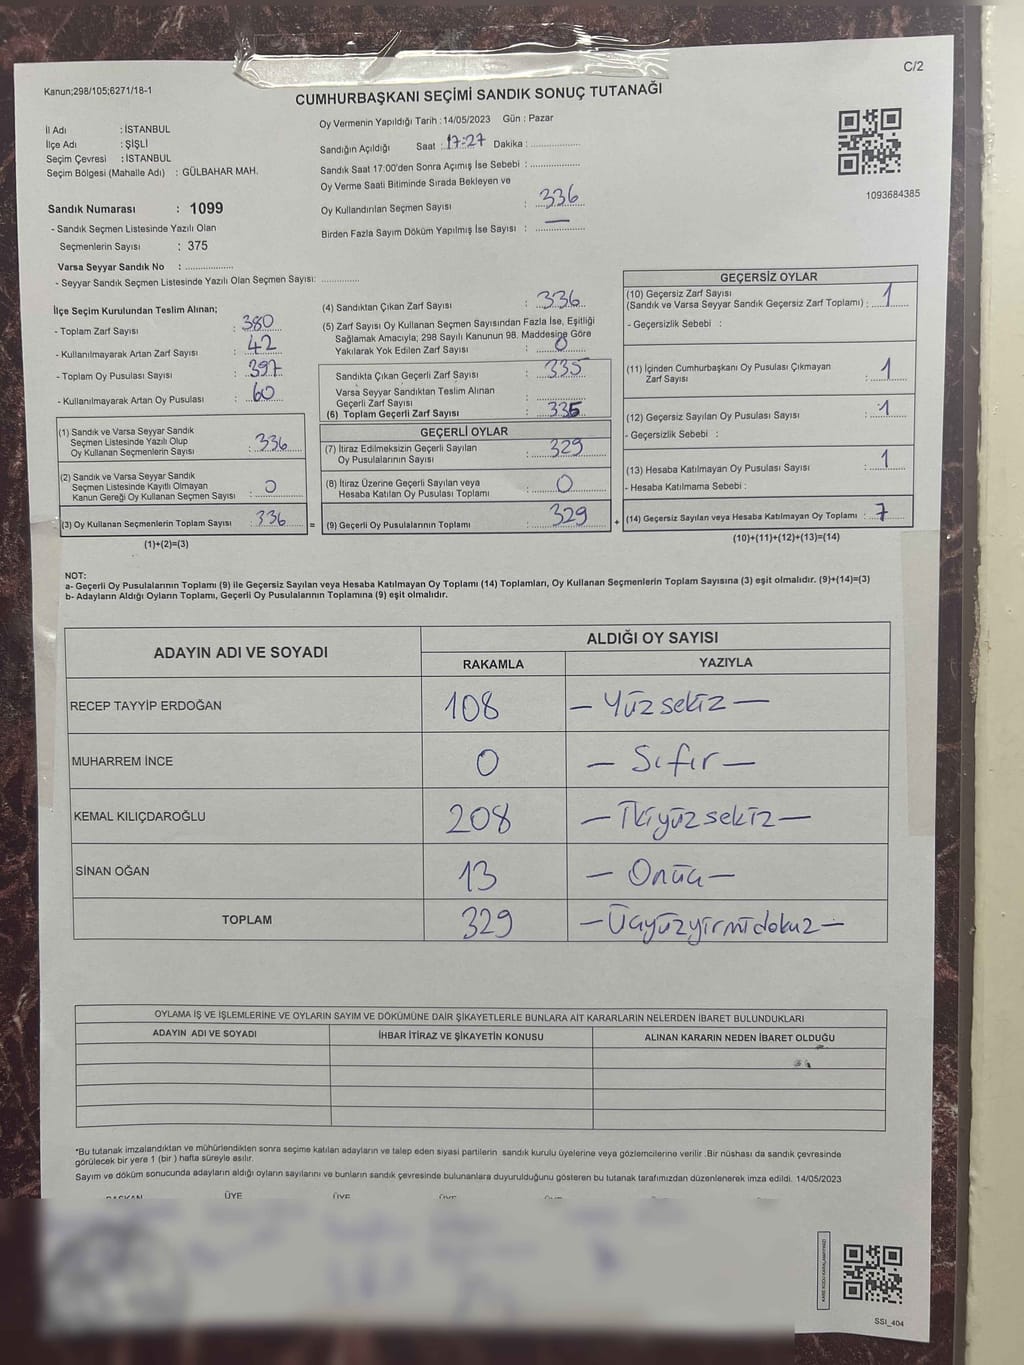 C/2
Kanun;298/105;6271/18-1
CUMHURBAŞKANI SEÇİMİ SANDIK SONUÇ TUTANAĞI
İl Adı : İSTANBUL
İlçe Adı : ŞİŞLİ
Seçim Çevresi : İSTANBUL
Seçim Bölgesi (Mahalle Adı) : GÜLBAHAR MAH.
Sandık Numarası : 1099
- Sandık Seçmen Listesinde Yazılı Olan
Seçmenlerin Sayısı : 375
Varsa Seyyar Sandık No : ..............
- Seyyar Sandık Seçmen Listesinde Yazılı Olan Seçmen Sayısı: ............
Oy Vermenin Yapıldığı Tarih : 14/05/2023 Gün : Pazar
Sandığın Açıldığı Saat : 17:27 Dakika : ................
Sandık Saat 17:00'den Sonra Açımış İse Sebebi : ................
Oy Verme Saati Bitiminde Sırada Bekleyen ve
Oy Kullandırılan Seçmen Sayısı : 336
Birden Fazla Sayım Döküm Yapılmış İse Sayısı : —
1093684385
İlçe Seçim Kurulundan Teslim Alınan;
- Toplam Zarf Sayısı : 380
- Kullanılmayarak Artan Zarf Sayısı : 42
- Toplam Oy Pusulası Sayısı : 397
- Kullanılmayarak Artan Oy Pusulası : 60
(1) Sandık ve Varsa Seyyar Sandık
Seçmen Listesinde Yazılı Olup
Oy Kullanan Seçmenlerin Sayısı : 336
(2) Sandık ve Varsa Seyyar Sandık
Seçmen Listesinde Kayıtlı Olmayan
Kanun Gereği Oy Kullanan Seçmen Sayısı : 0
(3) Oy Kullanan Seçmenlerin Toplam Sayısı : 336
(1)+(2)=(3)
(4) Sandıktan Çıkan Zarf Sayısı : 336
(5) Zarf Sayısı Oy Kullanan Seçmen Sayısından Fazla İse, Eşitliği
Sağlamak Amacıyla; 298 Sayılı Kanunun 98. Maddesine Göre
Yakılarak Yok Edilen Zarf Sayısı : 0
Sandıkta Çıkan Geçerli Zarf Sayısı : 335
Varsa Seyyar Sandıktan Teslim Alınan
Geçerli Zarf Sayısı : ................
(6) Toplam Geçerli Zarf Sayısı : 335
GEÇERLİ OYLAR
(7) İtiraz Edilmeksizin Geçerli Sayılan
Oy Pusulalarının Sayısı : 329
(8) İtiraz Üzerine Geçerli Sayılan veya
Hesaba Katılan Oy Pusulası Toplamı : 0
= (9) Geçerli Oy Pusulalarının Toplamı : 329
GEÇERSİZ OYLAR
(10) Geçersiz Zarf Sayısı
(Sandık ve Varsa Seyyar Sandık Geçersiz Zarf Toplamı) : 1
- Geçersizlik Sebebi :
(11) İçinden Cumhurbaşkanı Oy Pusulası Çıkmayan
Zarf Sayısı : 1
(12) Geçersiz Sayılan Oy Pusulası Sayısı : 1
- Geçersizlik Sebebi :
(13) Hesaba Katılmayan Oy Pusulası Sayısı : 1
- Hesaba Katılmama Sebebi :
+ (14) Geçersiz Sayılan veya Hesaba Katılmayan Oy Toplamı : 7
(10)+(11)+(12)+(13)=(14)
NOT:
a- Geçerli Oy Pusulalarının Toplamı (9) ile Geçersiz Sayılan veya Hesaba Katılmayan Oy Toplamı (14) Toplamları, Oy Kullanan Seçmenlerin Toplam Sayısına (3) eşit olmalıdır. (9)+(14)=(3)
b- Adayların Aldığı Oyların Toplamı, Geçerli Oy Pusulalarının Toplamına (9) eşit olmalıdır.
ADAYIN ADI VE SOYADI ALDIĞI OY SAYISI
RAKAMLA YAZIYLA
RECEP TAYYİP ERDOĞAN 108 — Yüzsekiz —
MUHARREM İNCE 0 — Sıfır —
KEMAL KILIÇDAROĞLU 208 — İkiyüzsekiz —
SİNAN OĞAN 13 — Onüç —
TOPLAM 329 — Üçyüzyirmidokuz —
OYLAMA İŞ VE İŞLEMLERİNE VE OYLARIN SAYIM VE DÖKÜMÜNE DAİR ŞİKAYETLERLE BUNLARA AİT KARARLARIN NELERDEN İBARET BULUNDUKLARI
ADAYIN ADI VE SOYADI İHBAR İTİRAZ VE ŞİKAYETİN KONUSU ALINAN KARARIN NEDEN İBARET OLDUĞU
*Bu tutanak imzalandıktan ve mühürlendikten sonra seçime katılan adayların ve talep eden siyasi partilerin sandık kurulu üyelerine veya gözlemcilerine verilir .Bir nüshası da sandık çevresinde
görülecek bir yere 1 (bir ) hafta süreyle asılır.
Sayım ve döküm sonucunda adayların aldığı oyların sayılarını ve bunların sandık çevresinde bulunanlara duyurulduğunu gösteren bu tutanak tarafımızdan düzenlenerek imza edildi. 14/05/2023
BAŞKAN ÜYE ÜYE ÜYE
SSI_404